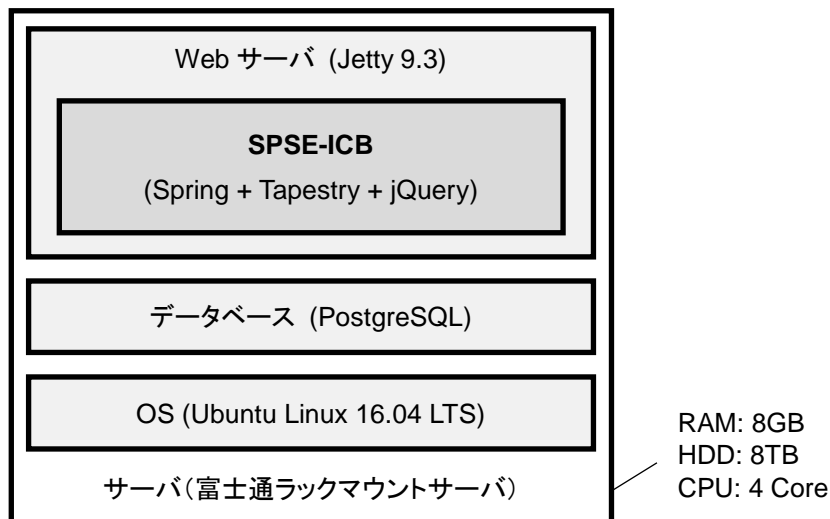 Web サーバ (Jetty 9.3)
SPSE-ICB
(Spring + Tapestry + jQuery)
データベース (PostgreSQL)
OS (Ubuntu Linux 16.04 LTS)
サーバ(富士通ラックマウントサーバ)
RAM: 8GB
HDD: 8TB
CPU: 4 Core